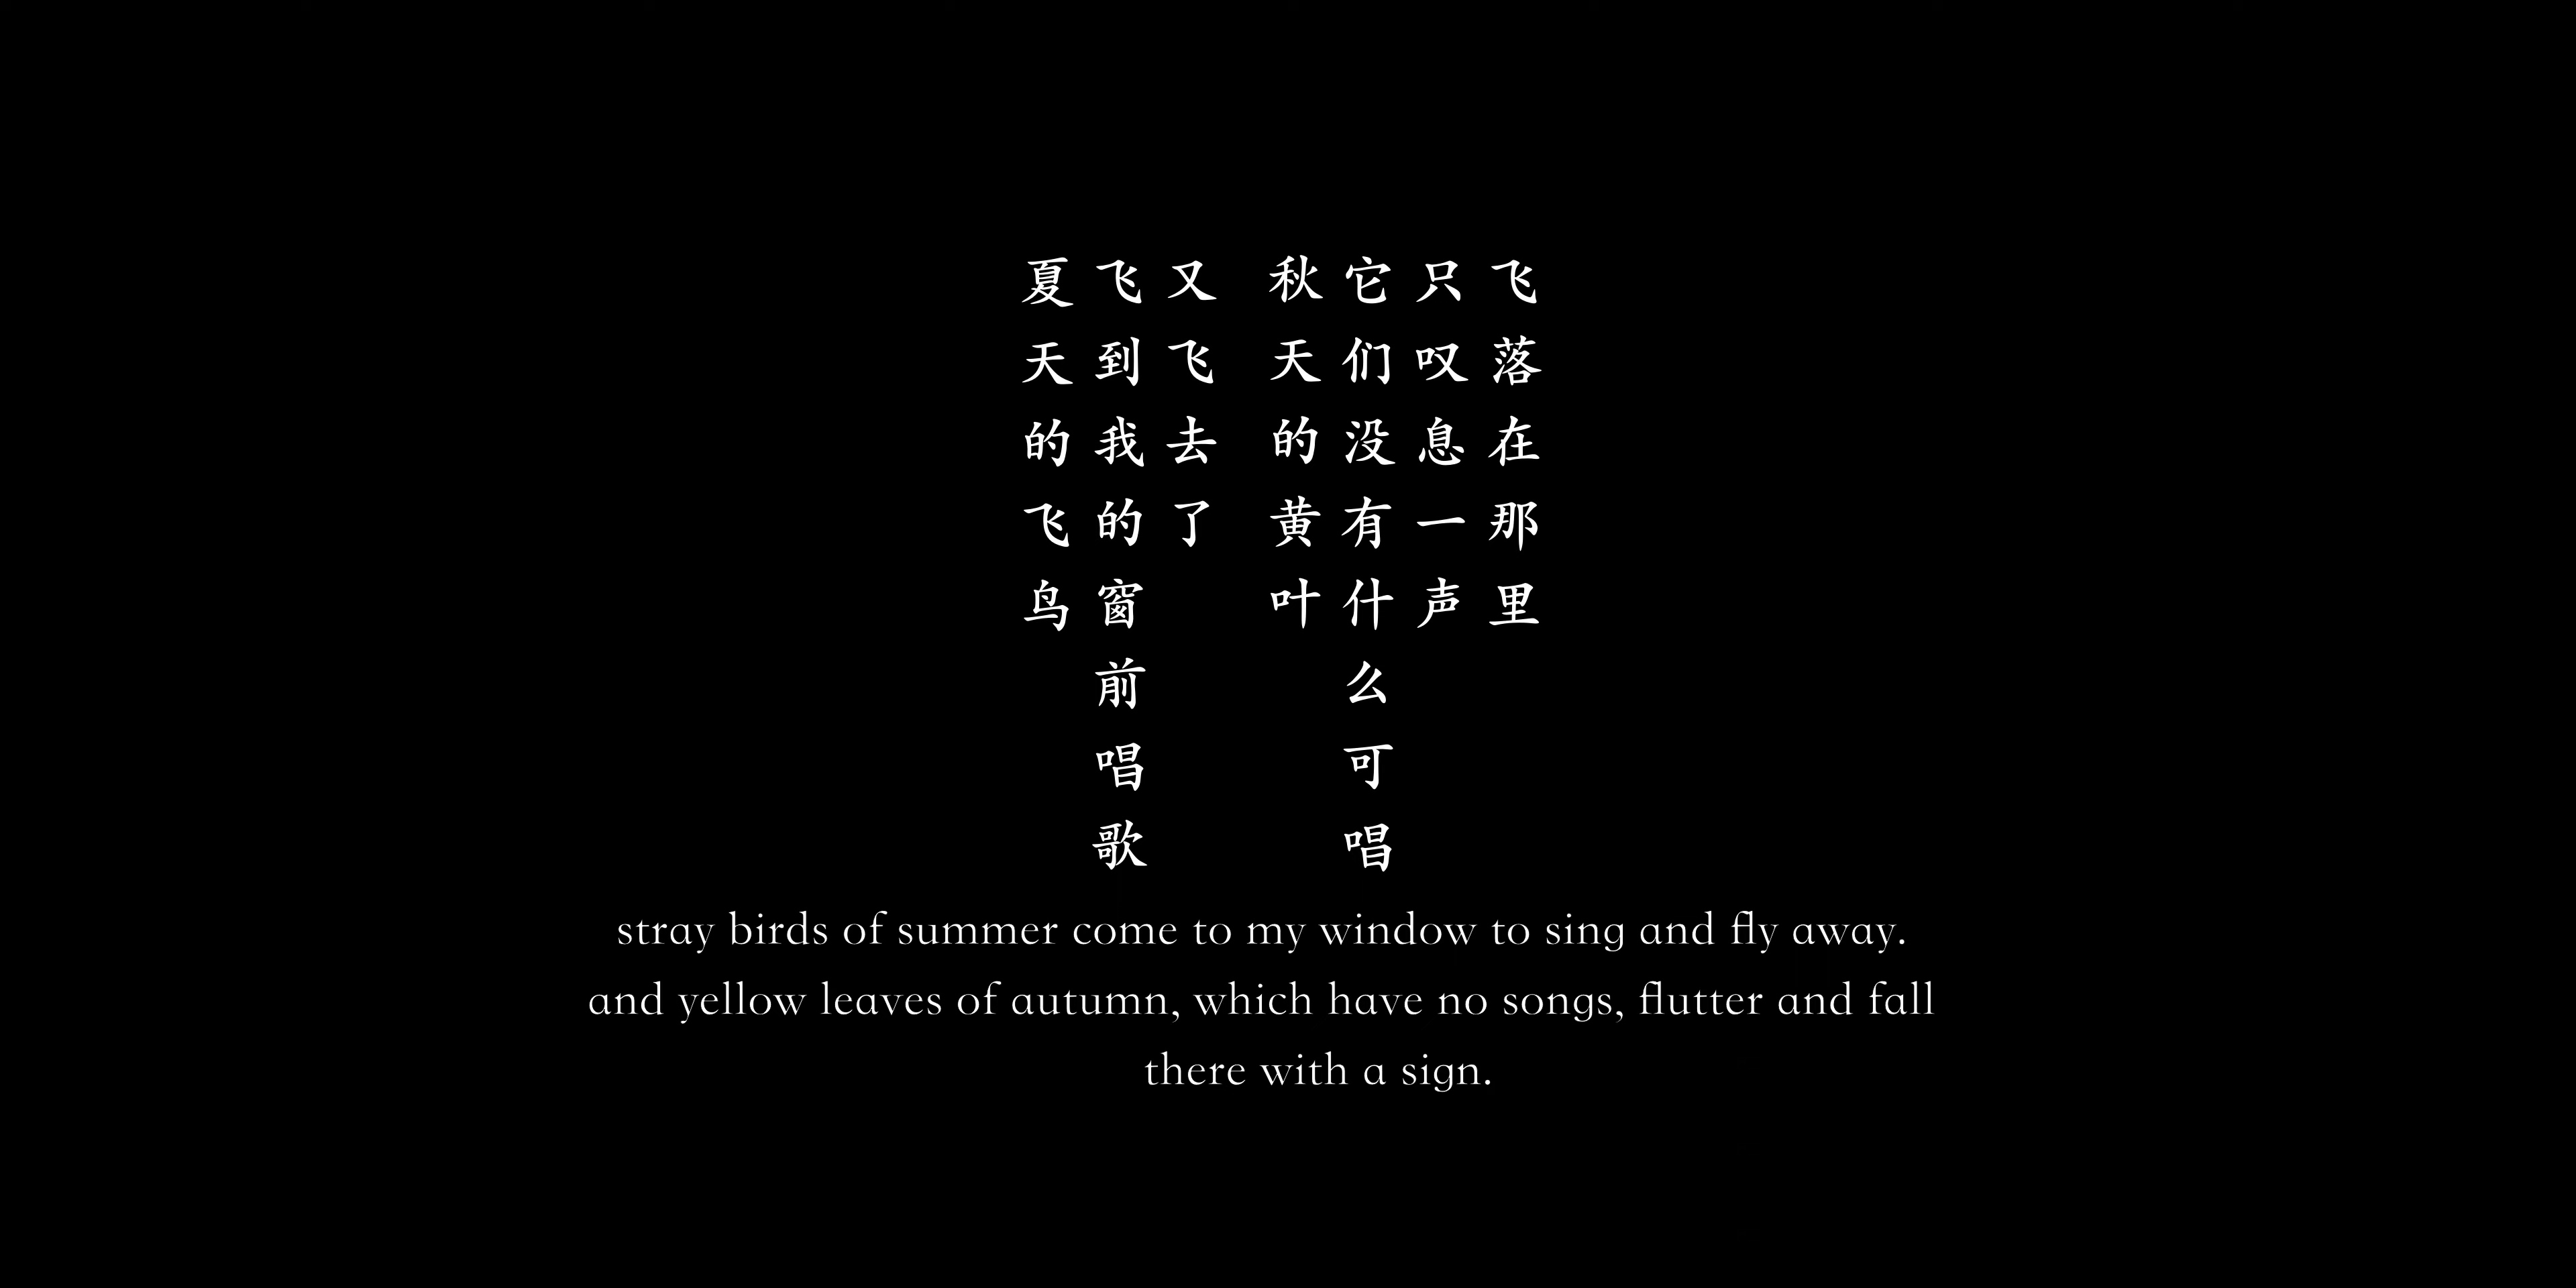 夏天的飞鸟
飞到我的窗前唱歌
又飞去了
秋天的黄叶
它们没有什么可唱
只叹息一声
飞落在那里
stray birds of summer come to my window to sing and fly away.
and yellow leaves of autumn, which have no songs, flutter and fall
there with a sign.